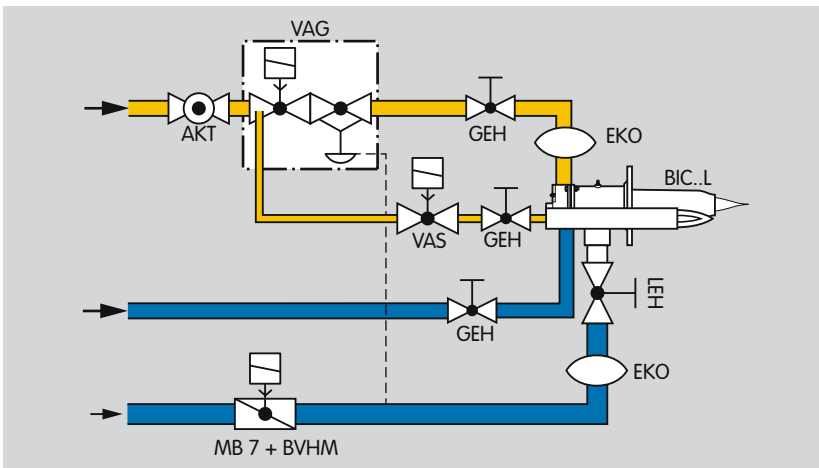 VAG
AKT
GEH
EKO
BIC..L
VAS
GEH
LEH
GEH
EKO
MB 7 + BVHM